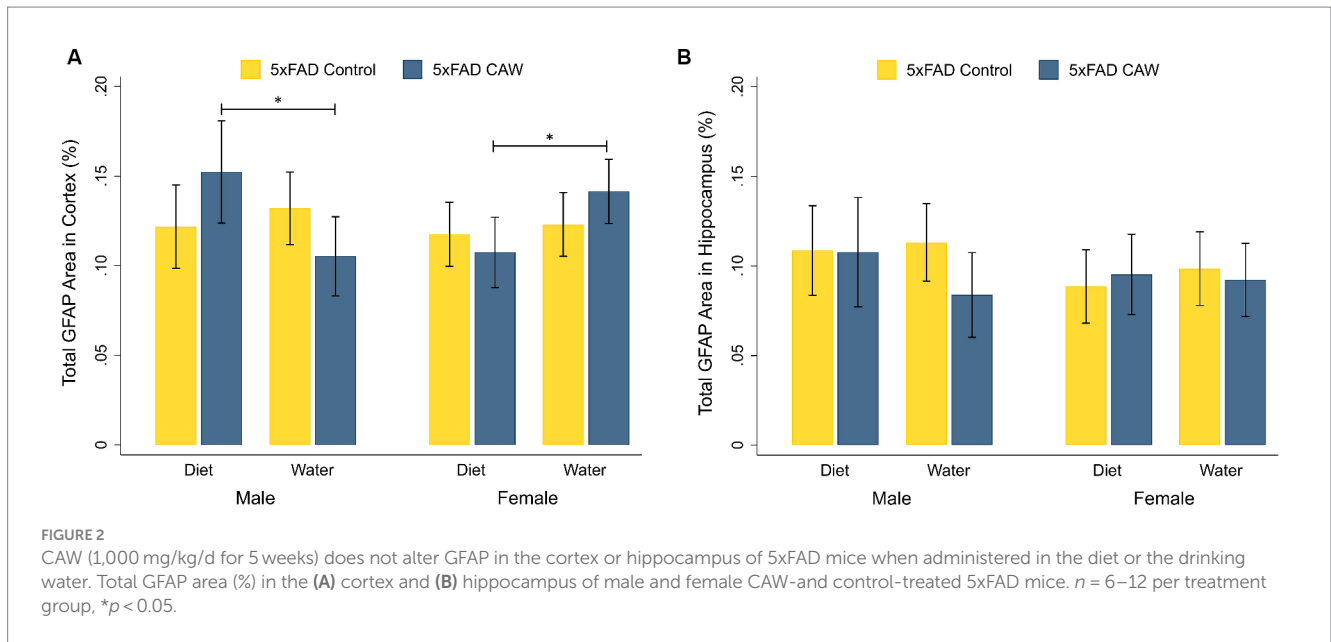 A
5xFAD Control
5xFAD CAW
Total GFAP Area in Cortex (%)
.20
.15
.10
.05
0
*
*
Diet
Water
Diet
Water
Male
Female
B
5xFAD Control
5xFAD CAW
Total GFAP Area in Hippocampus (%)
.20
.15
.10
.05
0
Diet
Water
Diet
Water
Male
Female
FIGURE 2
CAW (1,000 mg/kg/d for 5 weeks) does not alter GFAP in the cortex or hippocampus of 5xFAD mice when administered in the diet or the drinking
water. Total GFAP area (%) in the (A) cortex and (B) hippocampus of male and female CAW-and control-treated 5xFAD mice. n = 6–12 per treatment
group, *p < 0.05.